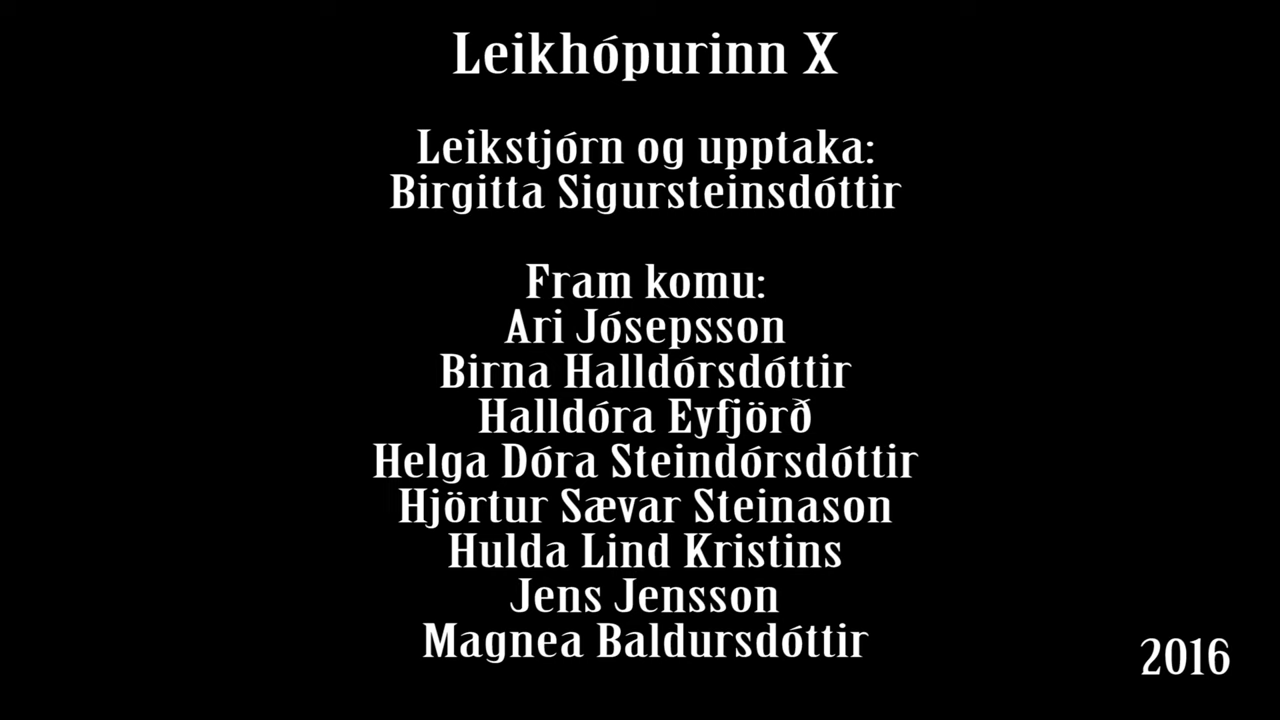 Leikhópurinn X
Leikstjórn og upptaka:
Birgitta Sigursteinsdóttir
Fram komu:
Ari Jósepsson
Birna Halldórsdóttir
Halldóra Eyfjörð
Helga Dóra Steindórsdóttir
Hjörtur Sævar Steinason
Hulda Lind Kristins
Jens Jensson
Magnea Baldursdóttir
2016